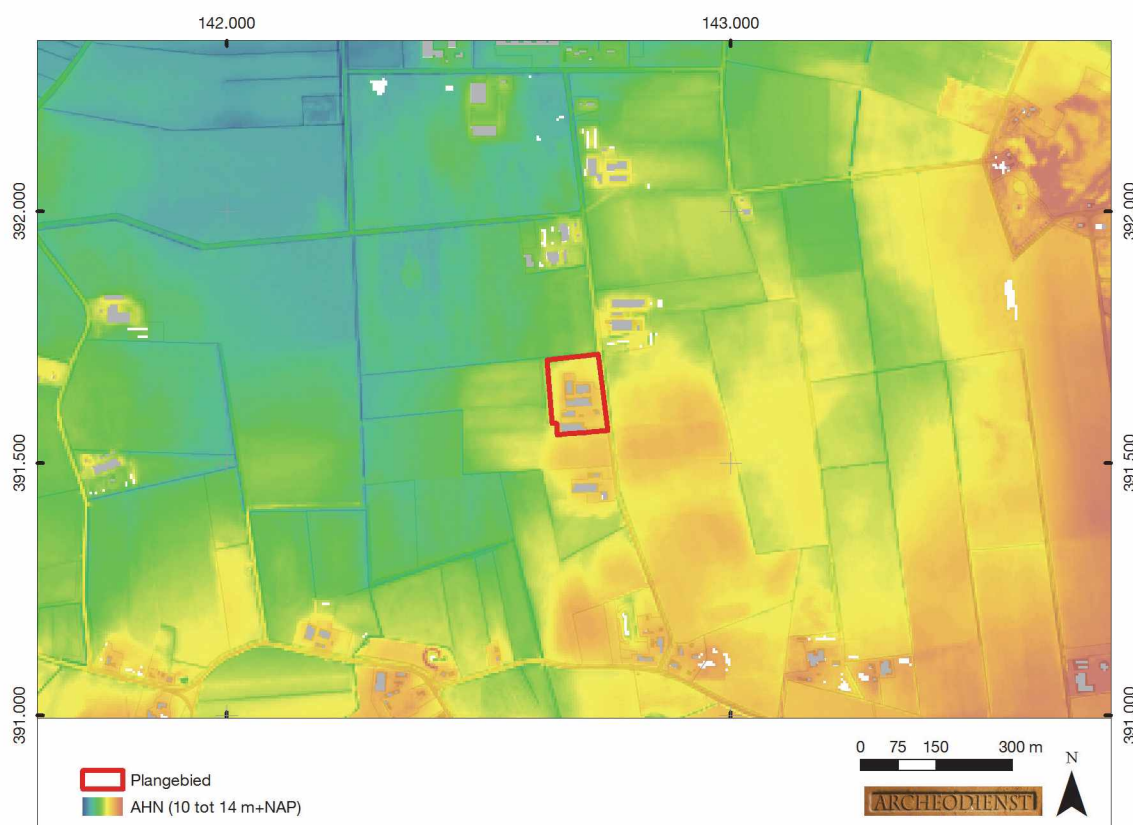 142.000 143.000
392.000 392.000
391.500 391.500
391.000 391.000
0 75 150 300 m
N
Plangebied
AHN (10 tot 14 m+NAP)
ARCHEODIENST